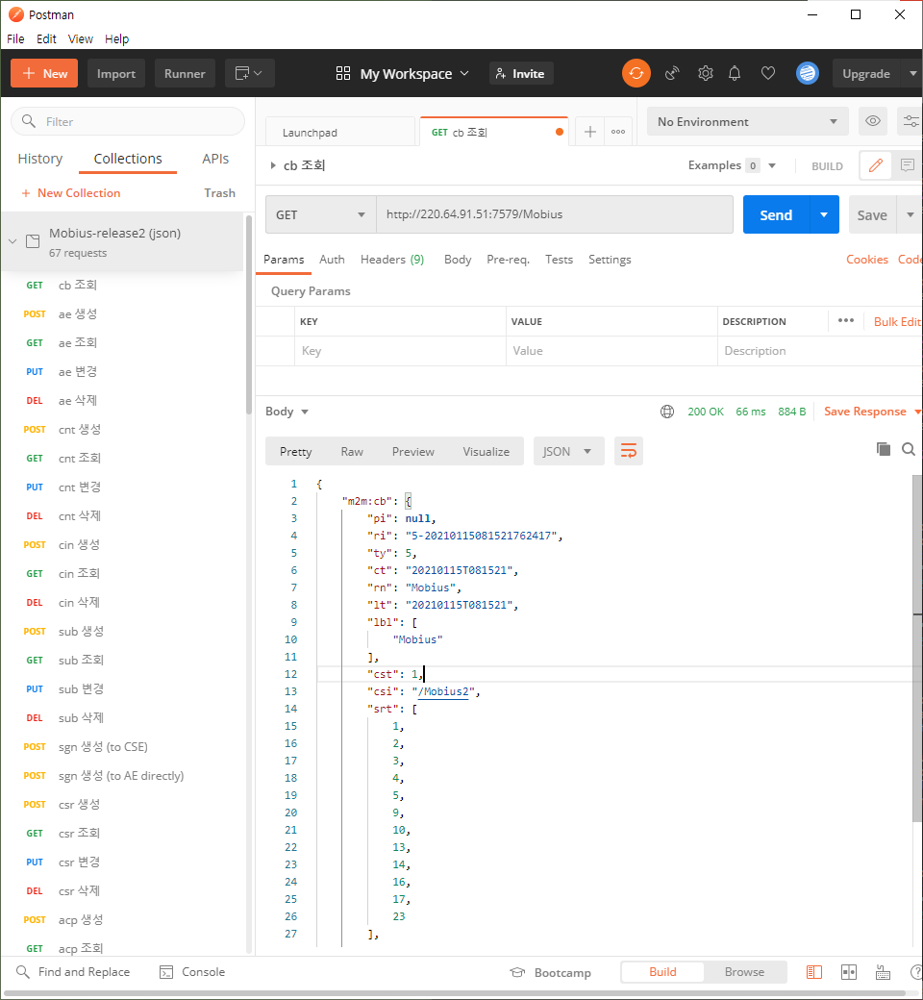 Postman
File Edit View Help
New Import Runner My Workspace Invite Upgrade
Filter
History Collections APIs
+ New Collection Trash
Mobius-release2 (json)
67 requests
GET cb 조회
POST ae 생성
GET ae 조회
PUT ae 변경
DEL ae 삭제
POST cnt 생성
GET cnt 조회
PUT cnt 변경
DEL cnt 삭제
POST cin 생성
GET cin 조회
DEL cin 삭제
POST sub 생성
GET sub 조회
PUT sub 변경
DEL sub 삭제
POST sgn 생성 (to CSE)
POST sgn 생성 (to AE directly)
POST csr 생성
GET csr 조회
PUT csr 변경
DEL csr 삭제
POST acp 생성
GET acp 조회
Launchpad GET cb 조회 No Environment
cb 조회 Examples 0 BUILD
GET http://220.64.91.51:7579/Mobius Send Save
Params Auth Headers (9) Body Pre-req. Tests Settings Cookies Code
Query Params
KEY VALUE DESCRIPTION Bulk Edit
Key Value Description
Body 200 OK 66 ms 884 B Save Response
Pretty Raw Preview Visualize JSON
1 {
2 "m2m:cb": {
3 "pi": null,
4 "ri": "5-20210115081521762417",
5 "ty": 5,
6 "ct": "20210115T081521",
7 "rn": "Mobius",
8 "lt": "20210115T081521",
9 "lbl": [
10 "Mobius"
11 ],
12 "cst": 1,
13 "csi": "/Mobius2",
14 "srt": [
15 1,
16 2,
17 3,
18 4,
19 5,
20 9,
21 10,
22 13,
23 14,
24 16,
25 17,
26 23
27 ],
Find and Replace Console Bootcamp Build Browse